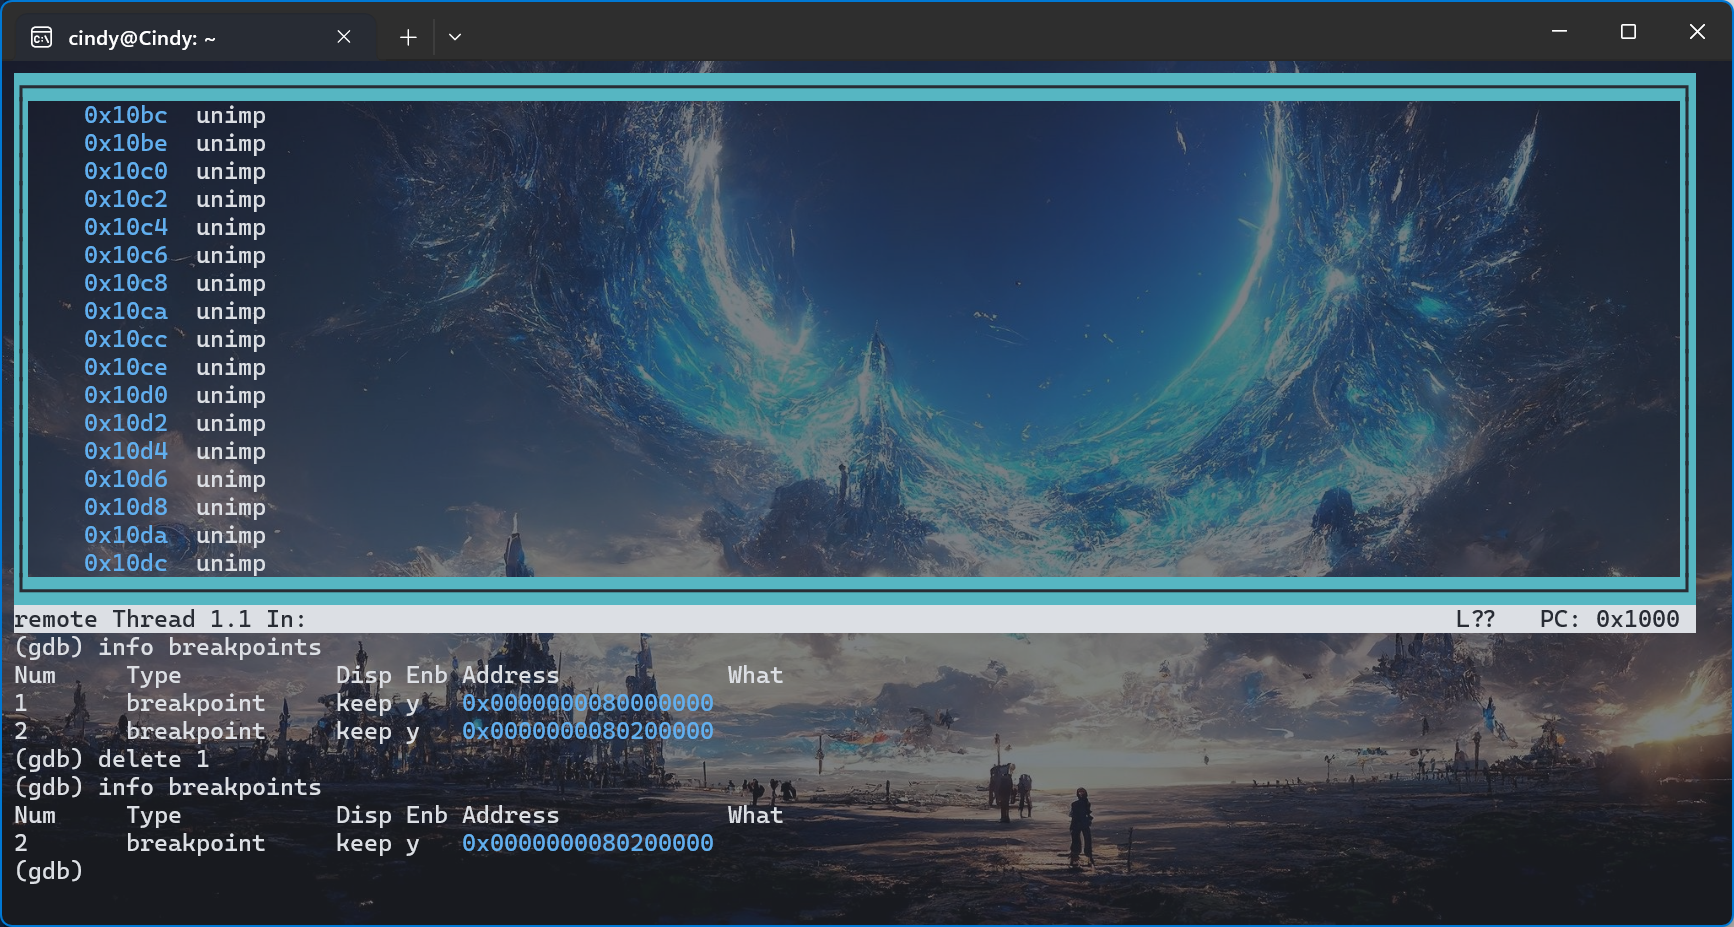 cindy@Cindy: ~
0x10bc unimp
0x10be unimp
0x10c0 unimp
0x10c2 unimp
0x10c4 unimp
0x10c6 unimp
0x10c8 unimp
0x10ca unimp
0x10cc unimp
0x10ce unimp
0x10d0 unimp
0x10d2 unimp
0x10d4 unimp
0x10d6 unimp
0x10d8 unimp
0x10da unimp
0x10dc unimp
remote Thread 1.1 In: L?? PC: 0x1000
(gdb) info breakpoints
Num Type Disp Enb Address What
1 breakpoint keep y 0x0000000080000000
2 breakpoint keep y 0x0000000080200000
(gdb) delete 1
(gdb) info breakpoints
Num Type Disp Enb Address What
2 breakpoint keep y 0x0000000080200000
(gdb)